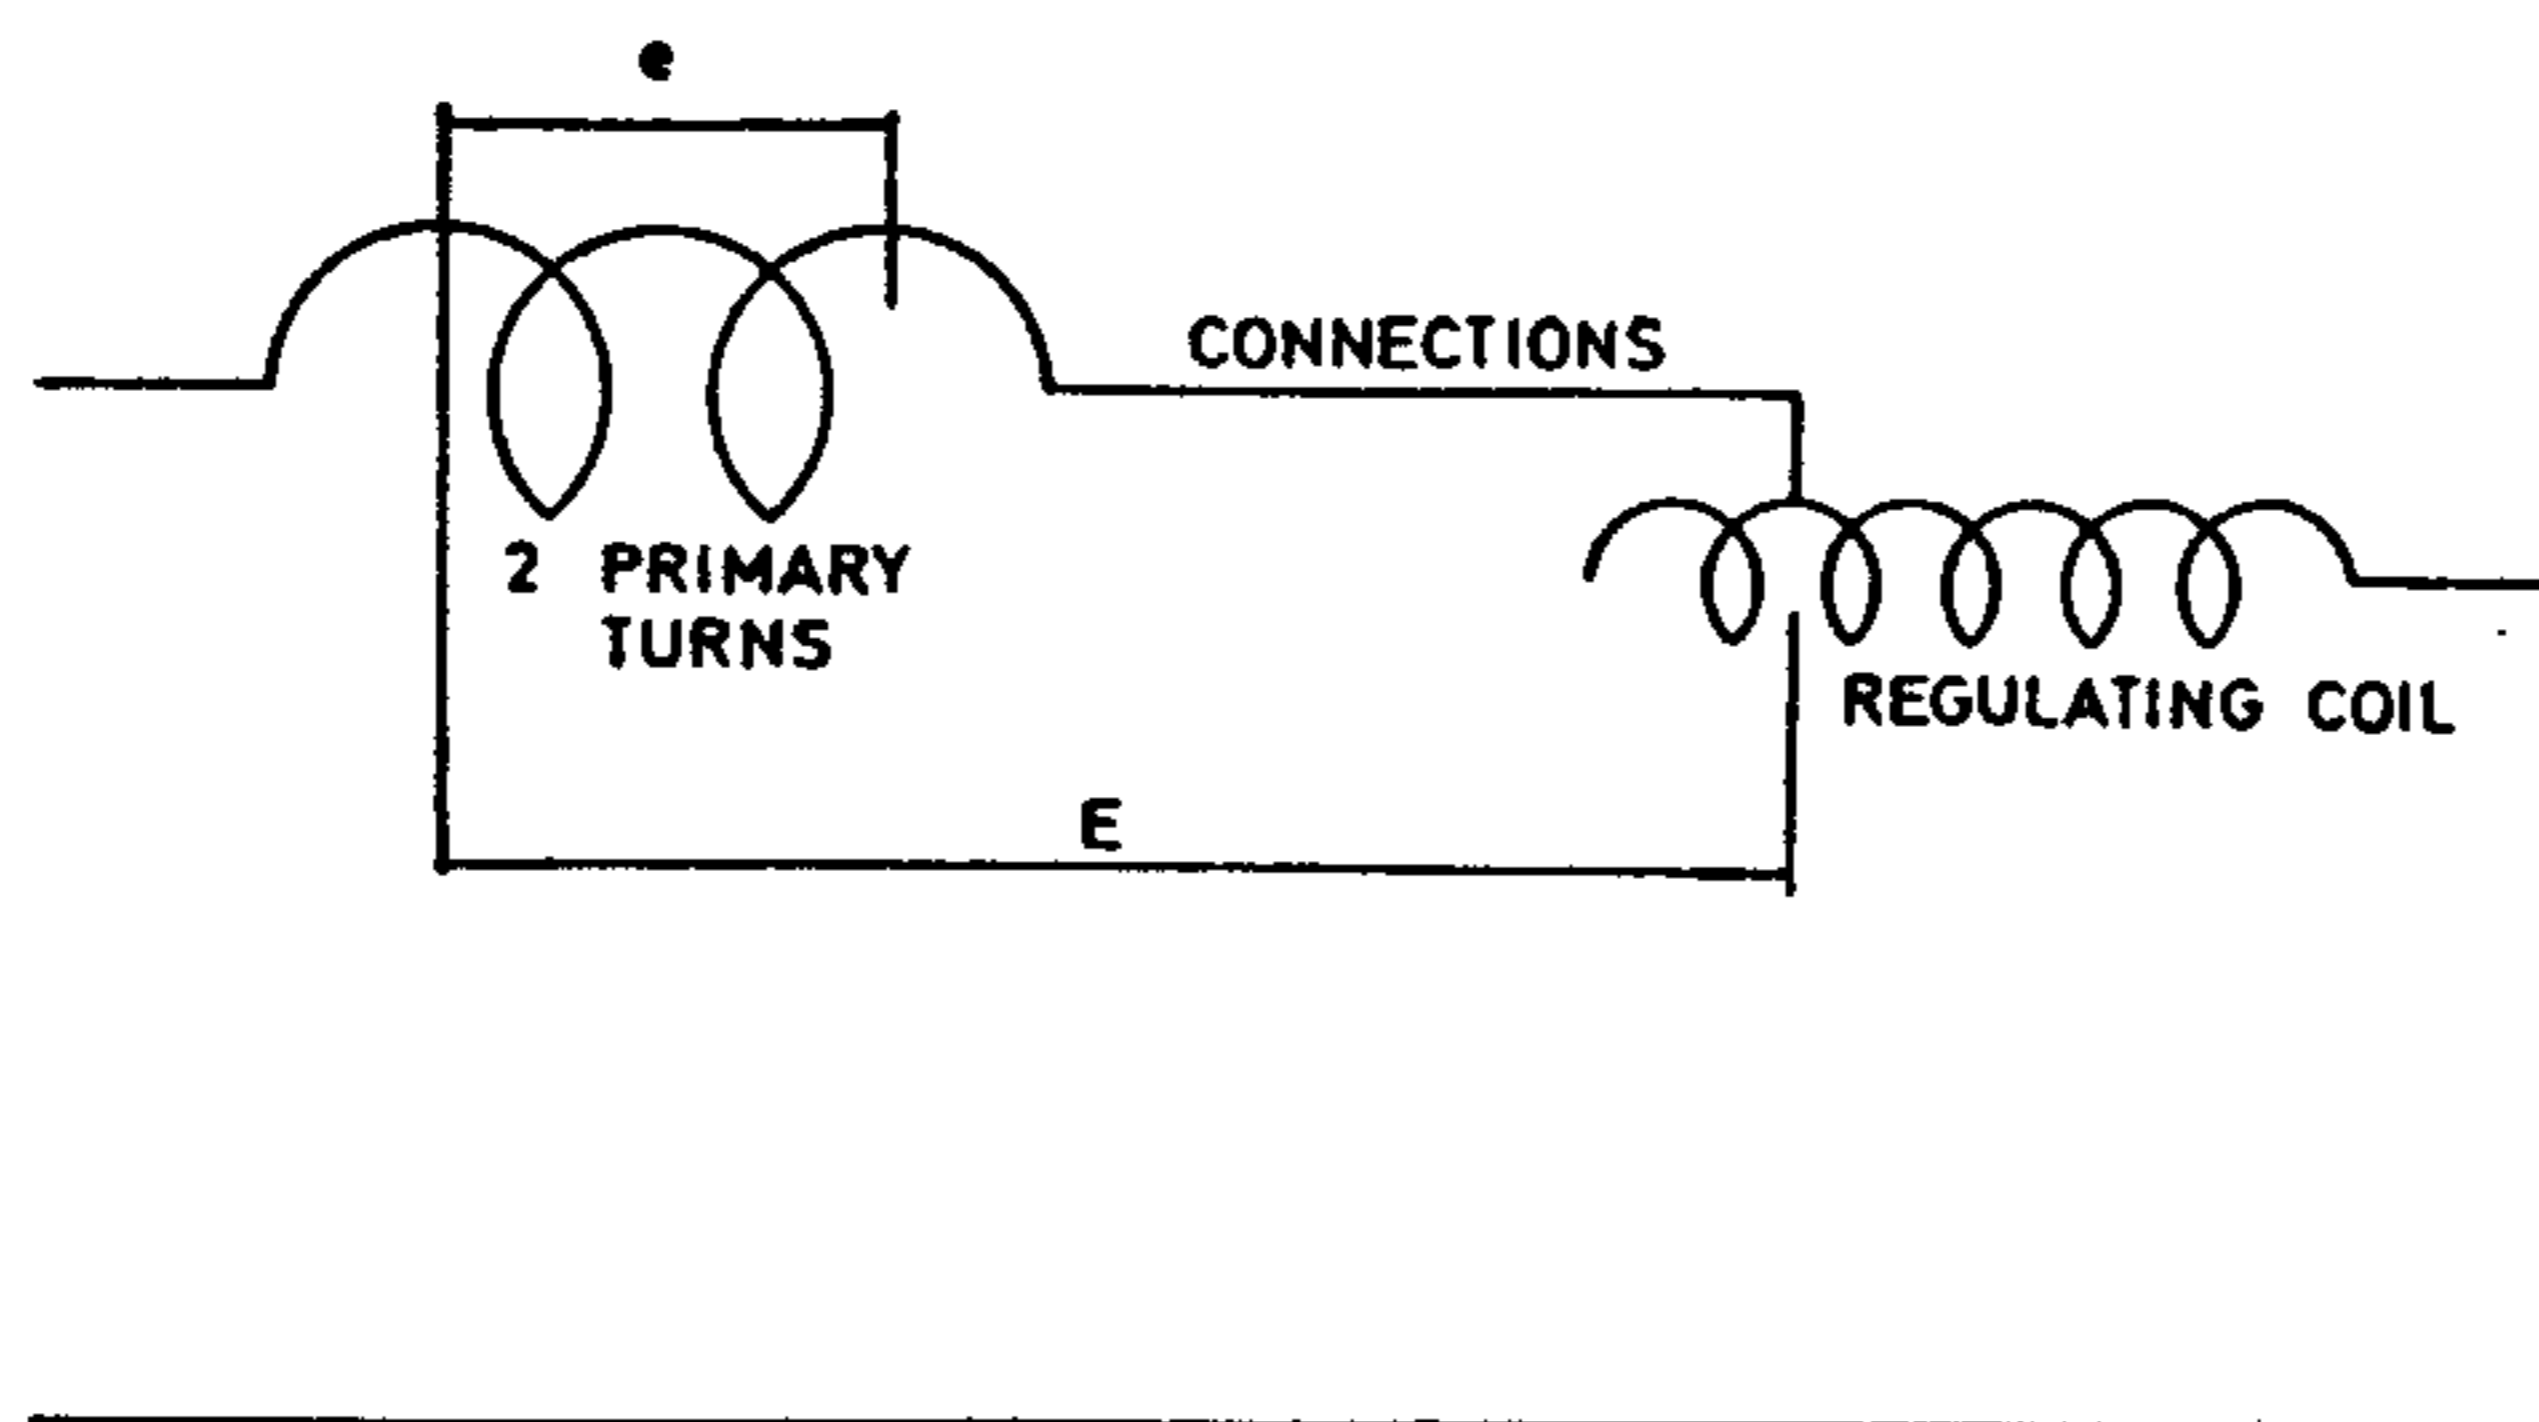 e
CONNECTIONS
2 PRIMARY
TURNS
REGULATING COIL
E